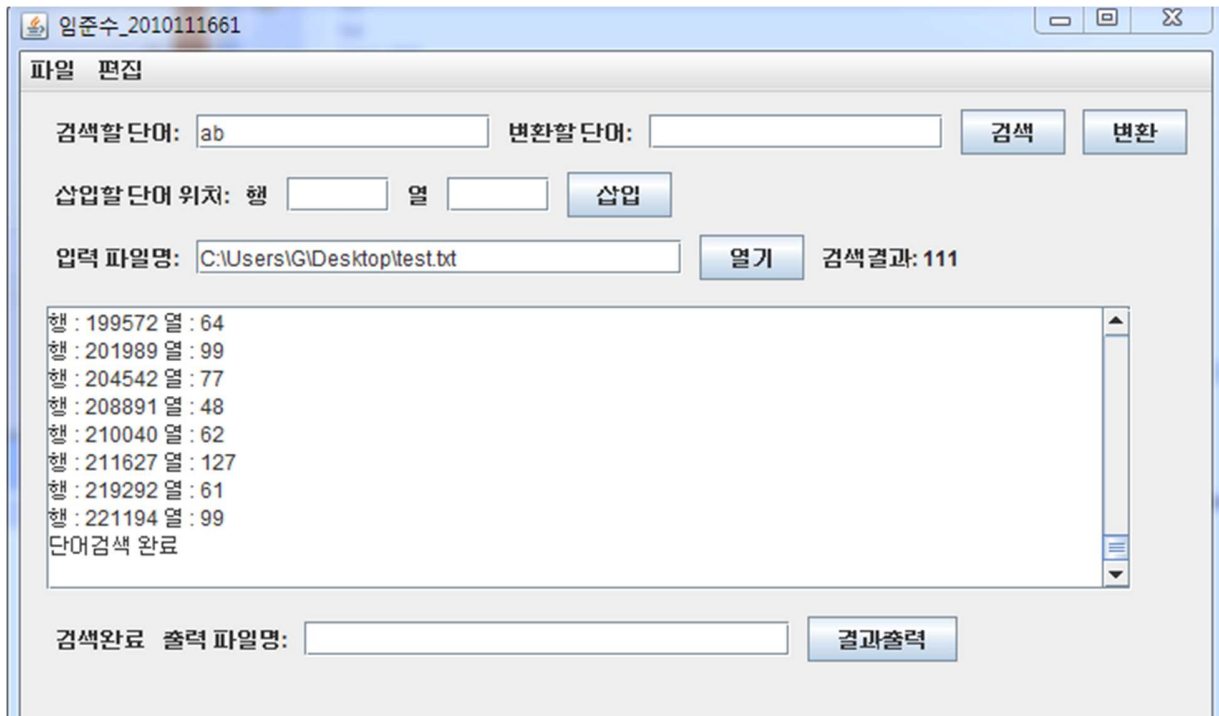 임준수_2010111661
파일 편집
검색할 단어: ab 변환할 단어: 검색 변환
삽입할 단어 위치: 행 열 삽입
입력 파일명: C:\Users\G\Desktop\test.txt 열기 검색결과: 111
행 : 199572 열 : 64
행 : 201989 열 : 99
행 : 204542 열 : 77
행 : 208891 열 : 48
행 : 210040 열 : 62
행 : 211627 열 : 127
행 : 219292 열 : 61
행 : 221194 열 : 99
단어검색 완료
검색완료 출력 파일명: 결과출력